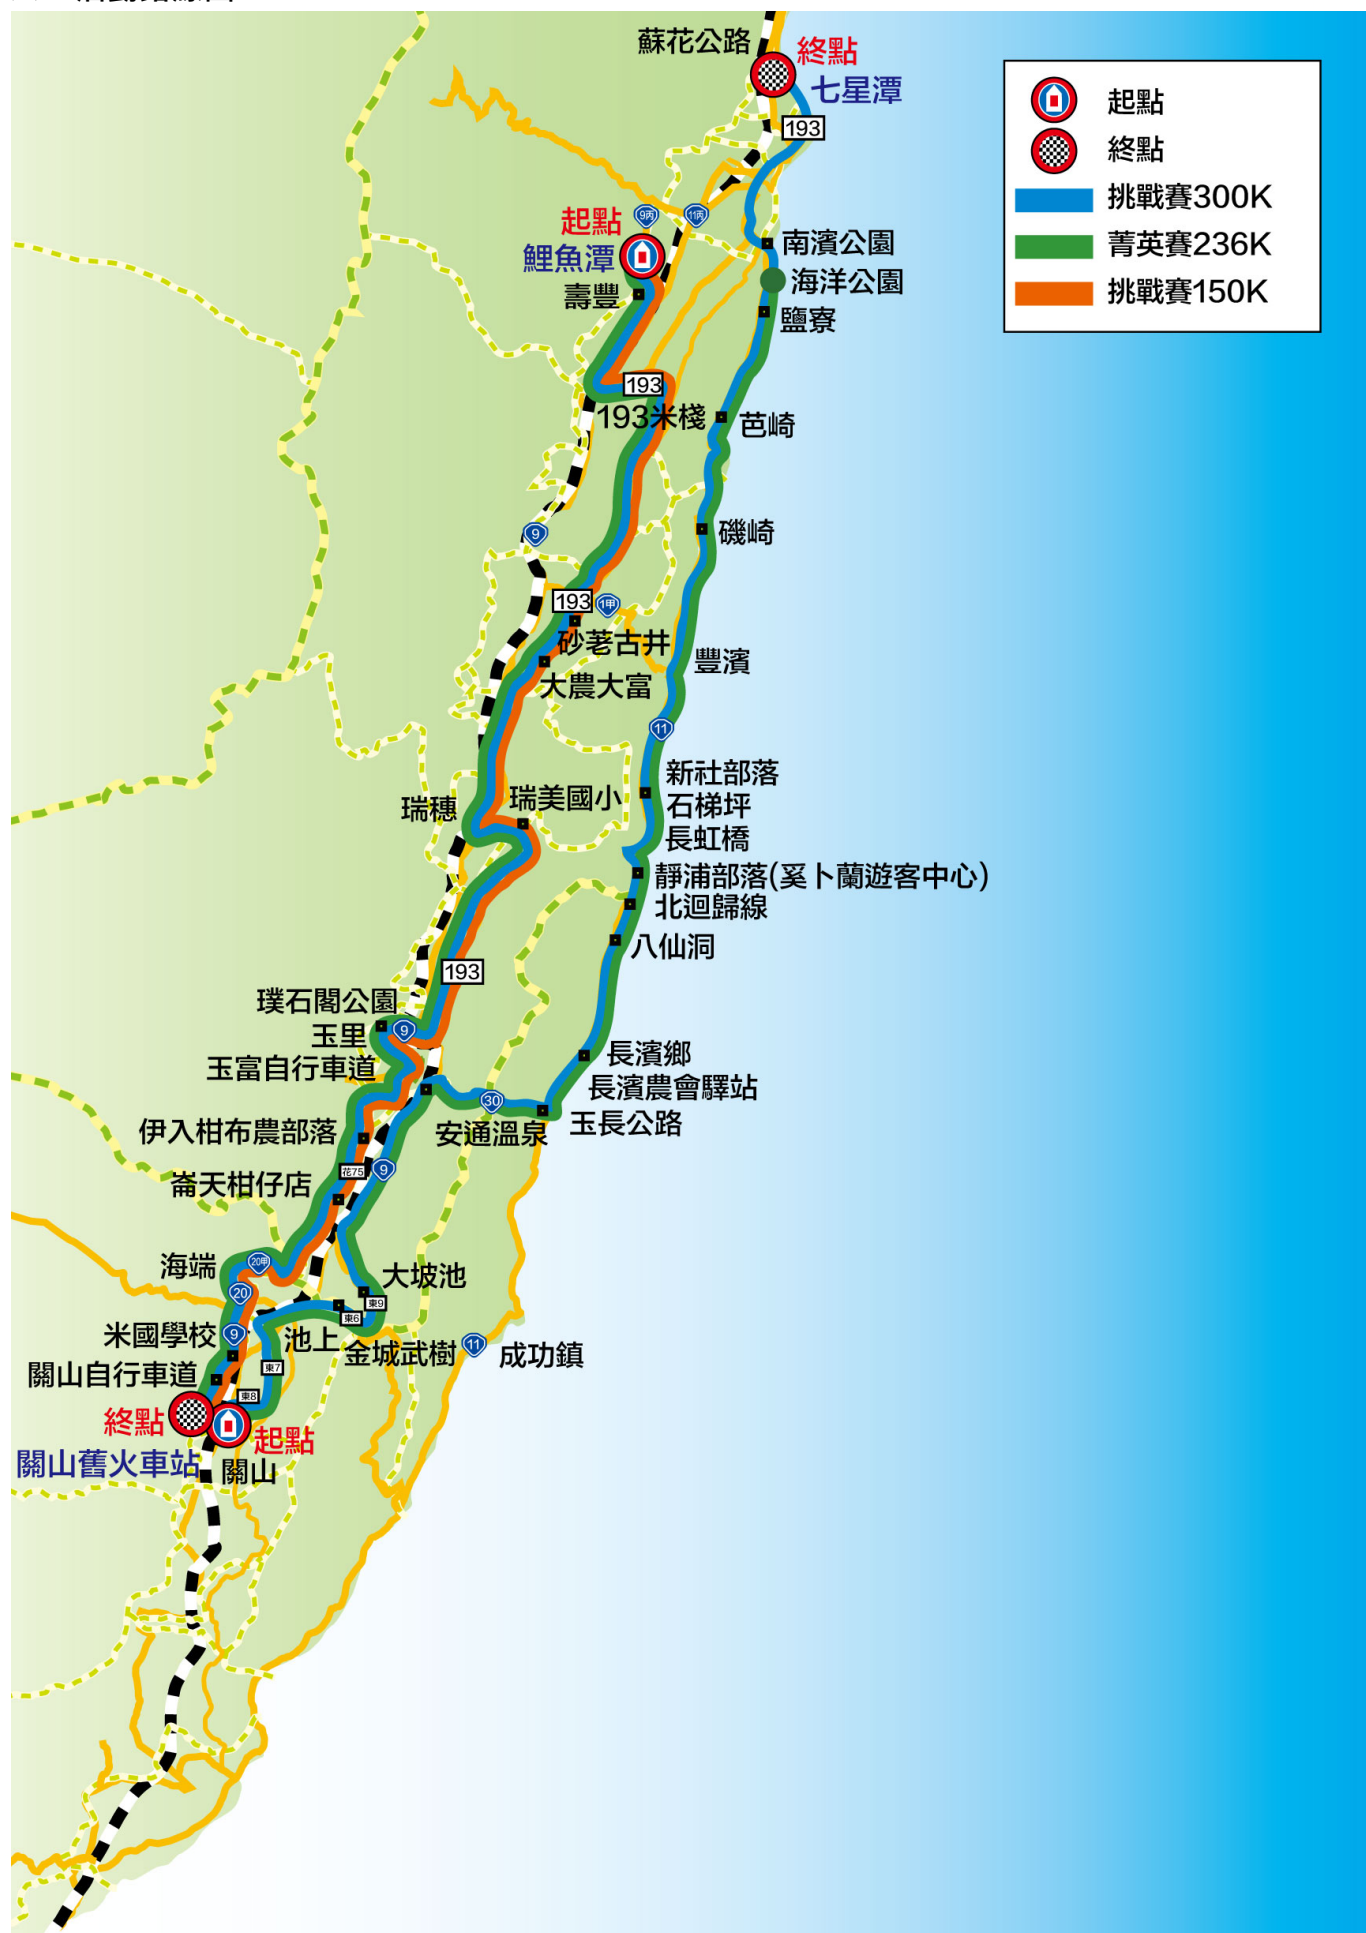 蘇花公路
終點
七星潭
193
起點
終點
挑戰賽300K
菁英賽236K
挑戰賽150K
9丙
11丙
起點
鯉魚潭
壽豐
南濱公園
海洋公園
鹽寮
193
193米棧
芭崎
磯崎
9
193
1甲
砂荖古井
大農大富
豐濱
11
新社部落
石梯坪
長虹橋
瑞穗
瑞美國小
靜浦部落(奚卜蘭遊客中心)
北迴歸線
八仙洞
193
璞石閣公園
9
玉里
玉富自行車道
長濱鄉
長濱農會驛站
30
玉長公路
安通溫泉
伊入柑布農部落
花75
9
崙天柑仔店
海端
20甲
20
大坡池
東9
東6
米國學校
9
池上
金城武樹
11
成功鎮
關山自行車道
東7
東8
終點
起點
關山舊火車站
關山